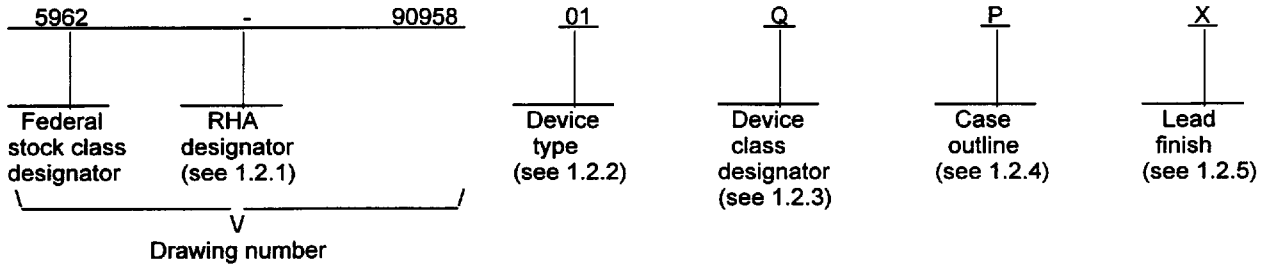 5962 - 90958 01 Q P X
Federal stock class designator
RHA designator (see 1.2.1)
Device type (see 1.2.2)
Device class designator (see 1.2.3)
Case outline (see 1.2.4)
Lead finish (see 1.2.5)
V
Drawing number